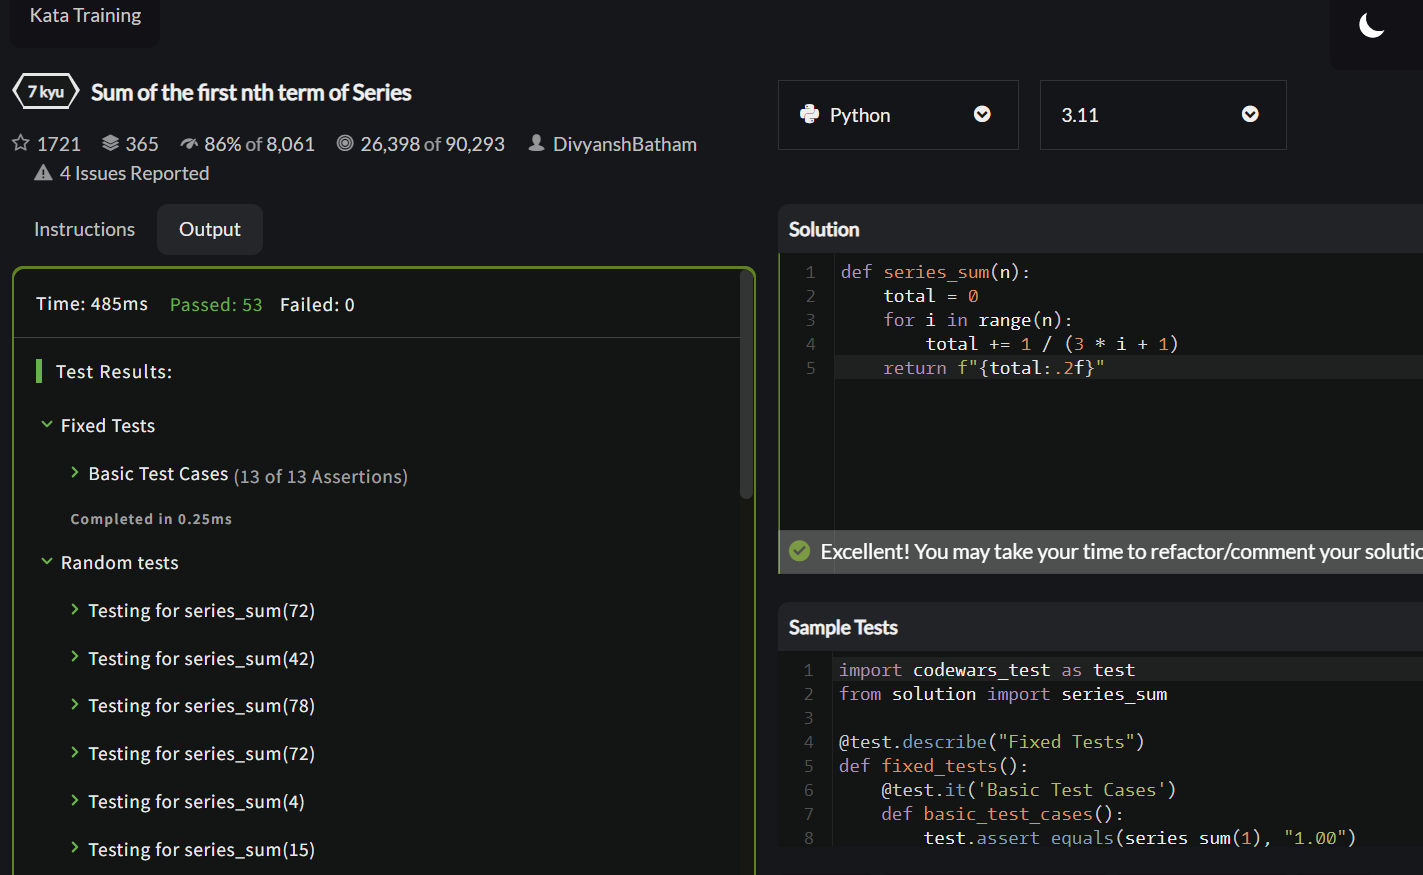 Kata Training
7 kyu Sum of the first nth term of Series
1721 365 86% of 8,061 26,398 of 90,293 DivyanshBatham
4 Issues Reported
Instructions Output
Time: 485ms Passed: 53 Failed: 0
Test Results:
Fixed Tests
Basic Test Cases (13 of 13 Assertions)
Completed in 0.25ms
Random tests
Testing for series_sum(72)
Testing for series_sum(42)
Testing for series_sum(78)
Testing for series_sum(72)
Testing for series_sum(4)
Testing for series_sum(15)
Python 3.11
Solution
1 def series_sum(n):
2     total = 0
3     for i in range(n):
4         total += 1 / (3 * i + 1)
5     return f"{total:.2f}"
Excellent! You may take your time to refactor/comment your solutio
Sample Tests
1 import codewars_test as test
2 from solution import series_sum
3
4 @test.describe("Fixed Tests")
5 def fixed_tests():
6     @test.it('Basic Test Cases')
7     def basic_test_cases():
8         test.assert_equals(series_sum(1), "1.00")